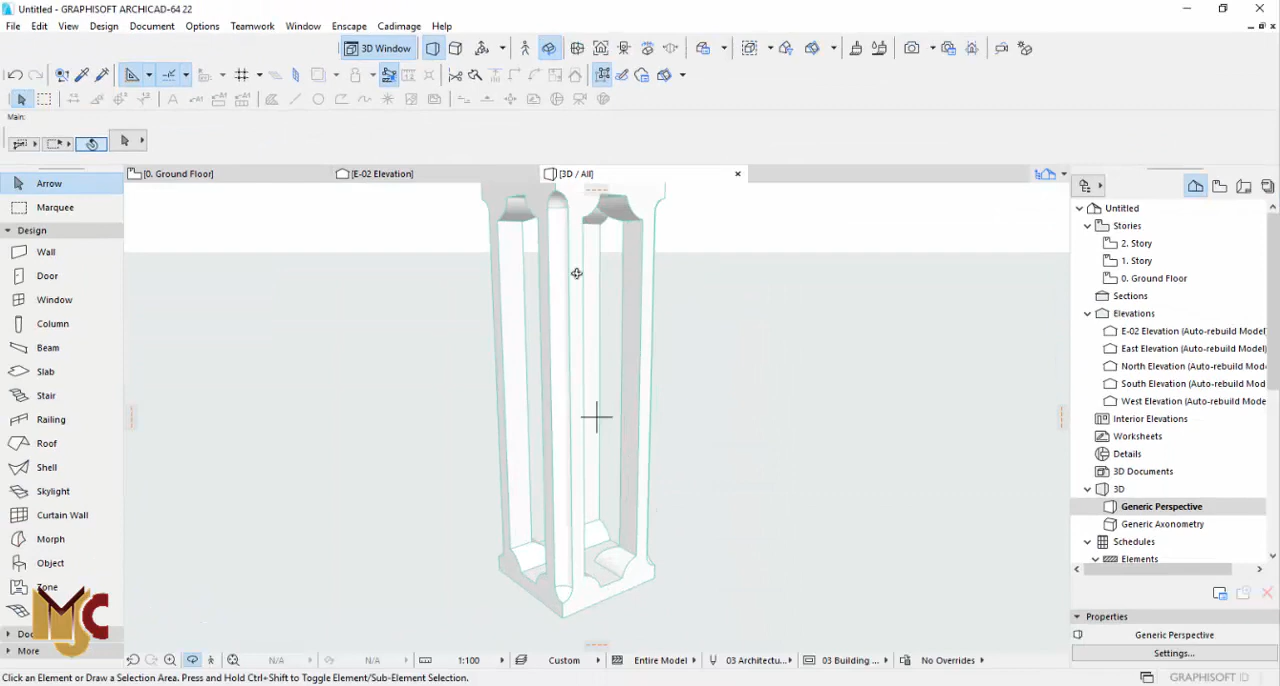 Untitled - GRAPHISOFT ARCHICAD-64 22
File Edit View Design Document Options Teamwork Window Enscape Cadimage Help
3D Window
Main:
[0. Ground Floor]
[E-02 Elevation]
[3D / All]
Arrow
Marquee
Design
Wall
Door
Window
Column
Beam
Slab
Stair
Railing
Roof
Shell
Skylight
Curtain Wall
Morph
Object
Zone
More
MSC
Untitled
Stories
2. Story
1. Story
0. Ground Floor
Sections
Elevations
E-02 Elevation (Auto-rebuild Model)
East Elevation (Auto-rebuild Model)
North Elevation (Auto-rebuild Model
South Elevation (Auto-rebuild Mod
West Elevation (Auto-rebuild Model
Interior Elevations
Worksheets
Details
3D Documents
3D
Generic Perspective
Generic Axonometry
Schedules
Elements
Properties
Generic Perspective
Settings...
N/A
N/A
1:100
Custom
Entire Model
03 Architectu...
03 Building ...
No Overrides
Click an Element or Draw a Selection Area. Press and Hold Ctrl+Shift to Toggle Element/Sub-Element Selection.
GRAPHISOFT ID